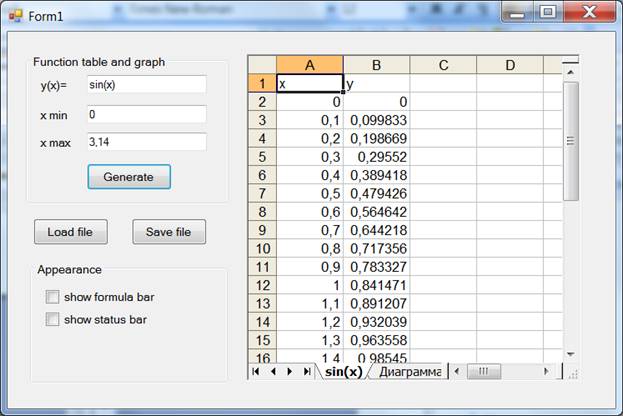 Form1
Function table and graph
y(x)= sin(x)
x min 0
x max 3,14
Generate
Load file Save file
Appearance
show formula bar
show status bar
A B C D
1 x y
2 0 0
3 0,1 0,099833
4 0,2 0,198669
5 0,3 0,29552
6 0,4 0,389418
7 0,5 0,479426
8 0,6 0,564642
9 0,7 0,644218
10 0,8 0,717356
11 0,9 0,783327
12 1 0,841471
13 1,1 0,891207
14 1,2 0,932039
15 1,3 0,963558
16 1,4 0,98545
sin(x) Диаграмма